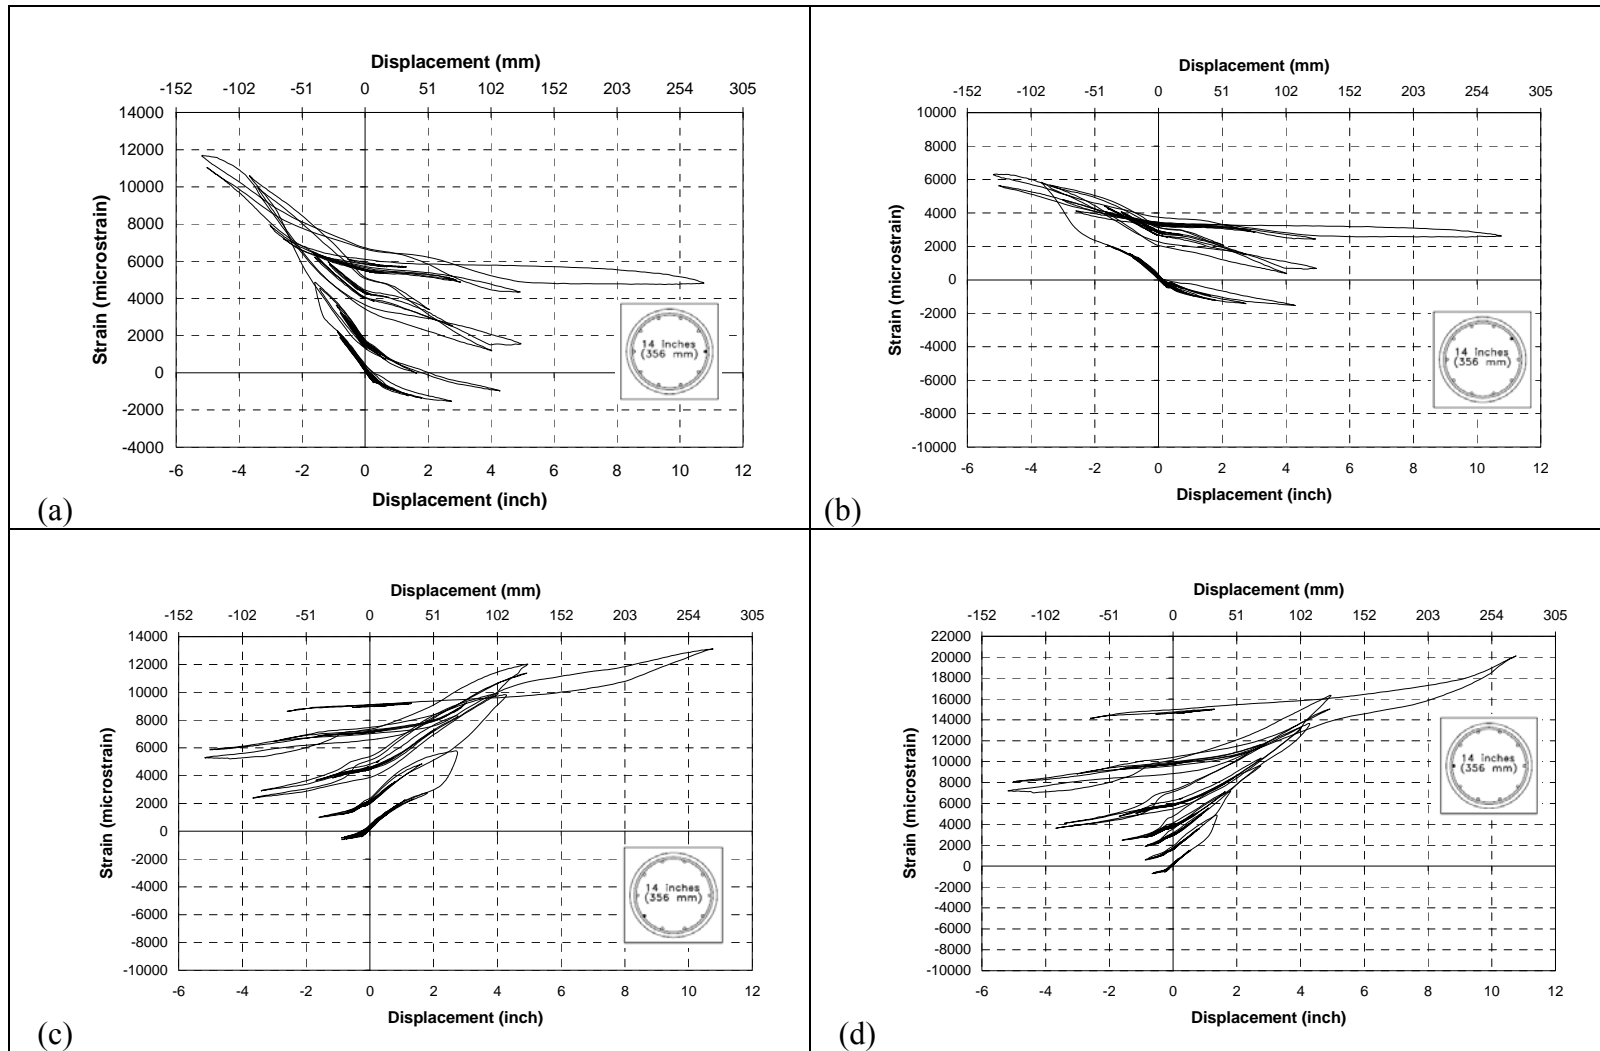 Displacement (mm)
-152 -102 -51 0 51 102 152 203 254 305
14000
12000
10000
8000
6000
4000
2000
0
-2000
-4000
Strain (microstrain)
14 inches
(356 mm)
-6 -4 -2 0 2 4 6 8 10 12
Displacement (inch)
(a)
Displacement (mm)
-152 -102 -51 0 51 102 152 203 254 305
10000
8000
6000
4000
2000
0
-2000
-4000
-6000
-8000
-10000
Strain (microstrain)
14 inches
(356 mm)
-6 -4 -2 0 2 4 6 8 10 12
Displacement (inch)
(b)
Displacement (mm)
-152 -102 -51 0 51 102 152 203 254 305
14000
12000
10000
8000
6000
4000
2000
0
-2000
-4000
-6000
-8000
-10000
Strain (microstrain)
14 inches
(356 mm)
-6 -4 -2 0 2 4 6 8 10 12
Displacement (inch)
(c)
Displacement (mm)
-152 -102 -51 0 51 102 152 203 254 305
22000
20000
18000
16000
14000
12000
10000
8000
6000
4000
2000
0
-2000
-4000
-6000
-8000
-10000
Strain (microstrain)
14 inches
(356 mm)
-6 -4 -2 0 2 4 6 8 10 12
Displacement (inch)
(d)